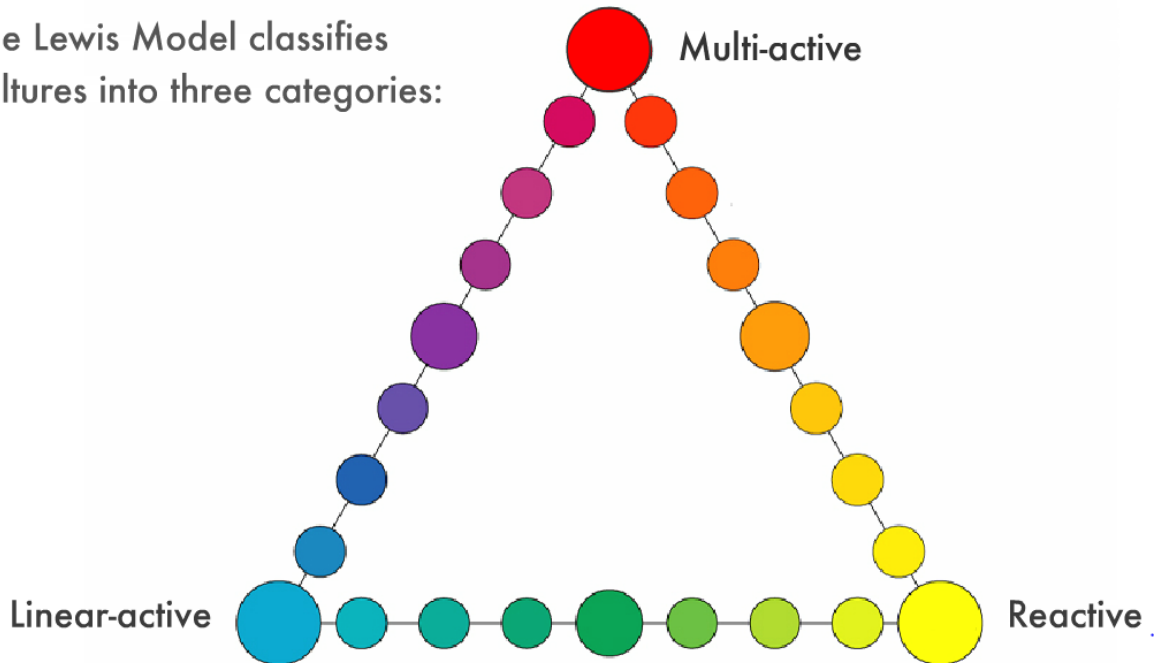 e Lewis Model classifies
ltures into three categories:
Multi-active
Linear-active
Reactive